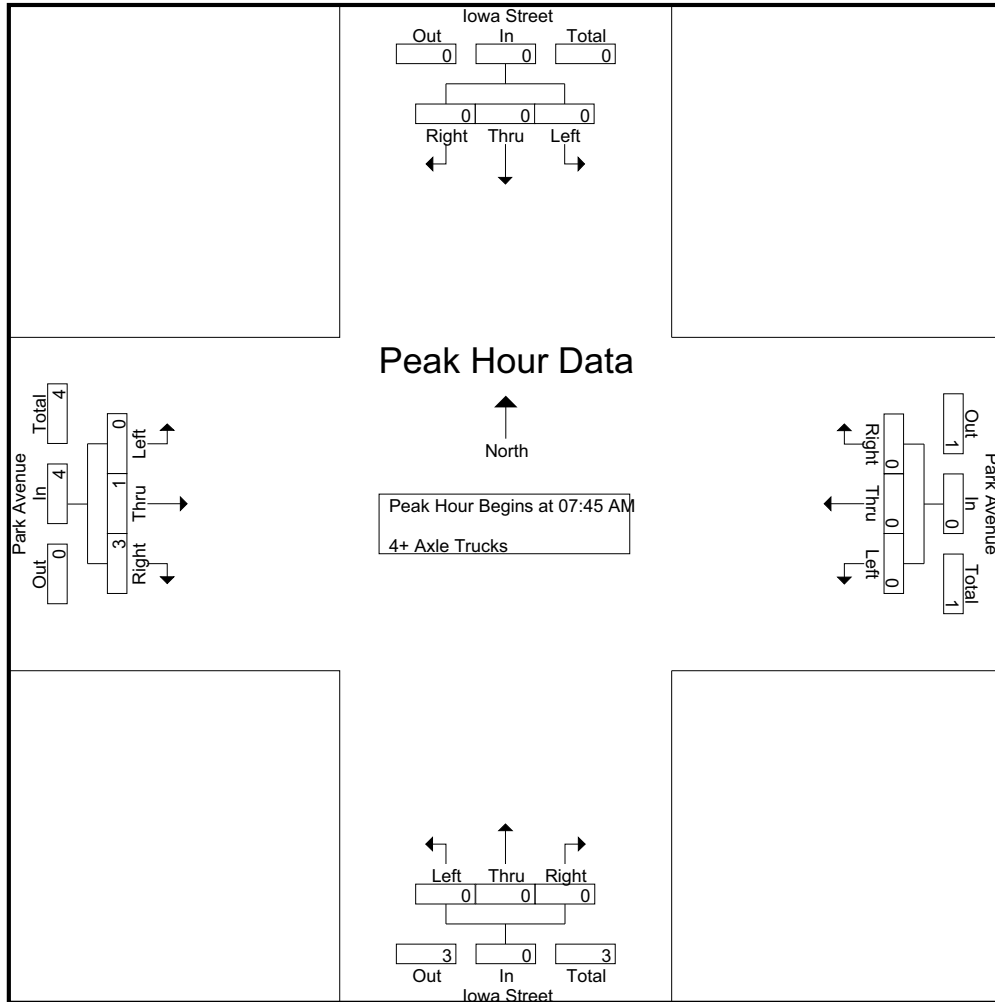 Iowa Street
Out In Total
0 0 0
0 0 0
Right Thru Left
Peak Hour Data
North
Peak Hour Begins at 07:45 AM
4+ Axle Trucks
Park Avenue
Out In Total
0 4 4
Left Thru Right
0 1 3
Park Avenue
Out In Total
1 0 1
Right Thru Left
0 0 0
Left Thru Right
0 0 0
3 0 3
Out In Total
Iowa Street